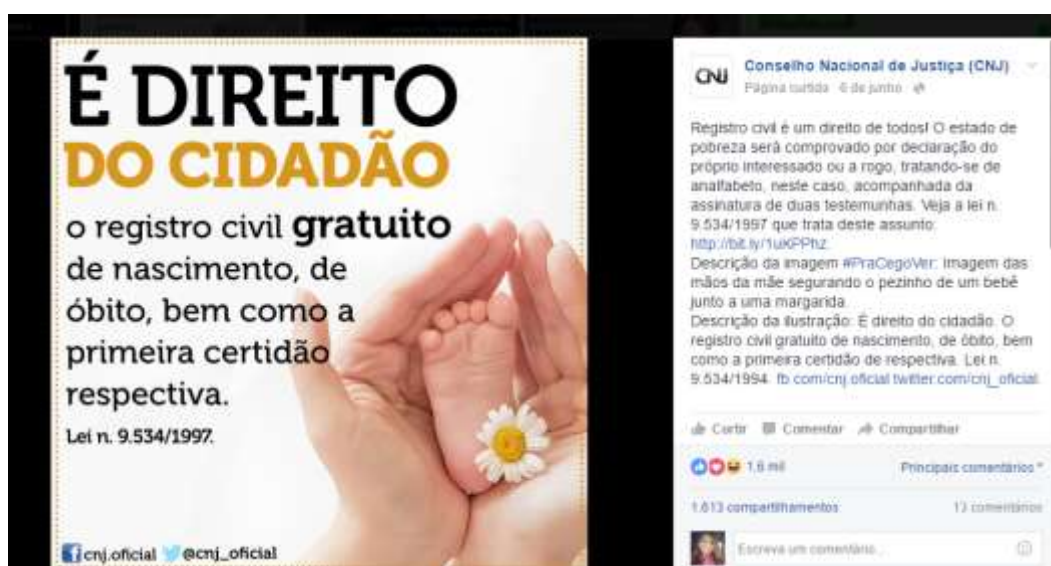 É DIREITO
DO CIDADÃO
o registro civil gratuito
de nascimento, de
óbito, bem como a
primeira certidão
respectiva.
Lei n. 9.534/1997.
cnj.oficial @cnj_oficial
CNJ
Conselho Nacional de Justiça (CNJ)
Página curtida · 6 de junho ·
Registro civil é um direito de todos! O estado de
pobreza será comprovado por declaração do
próprio interessado ou a rogo, tratando-se de
analfabeto, neste caso, acompanhada da
assinatura de duas testemunhas. Veja a lei n.
9.534/1997 que trata deste assunto:
http://bit.ly/1uKPPhz.
Descrição da imagem #PraCegoVer: Imagem das
mãos da mãe segurando o pezinho de um bebê
junto a uma margarida.
Descrição da ilustração: É direito do cidadão. O
registro civil gratuito de nascimento, de óbito, bem
como a primeira certidão de respectiva. Lei n.
9.534/1994. fb.com/cnj.oficial twitter.com/cnj_oficial
Curtir Comentar Compartilhar
1,6 mil Principais comentários
1.613 compartilhamentos 13 comentários
Escreva um comentário...